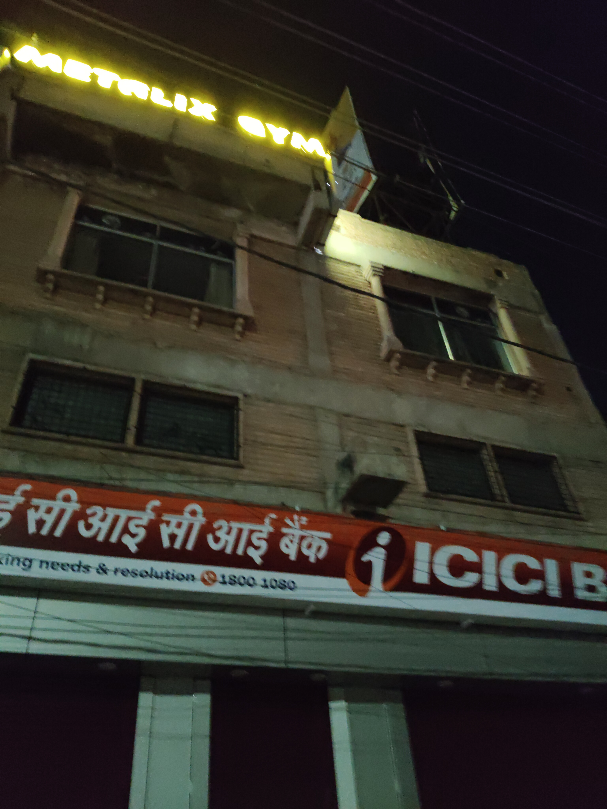 METRLIX GYM
ई सी आई सी आई बैंक
ICICI B
king needs & resolution 1800 1080